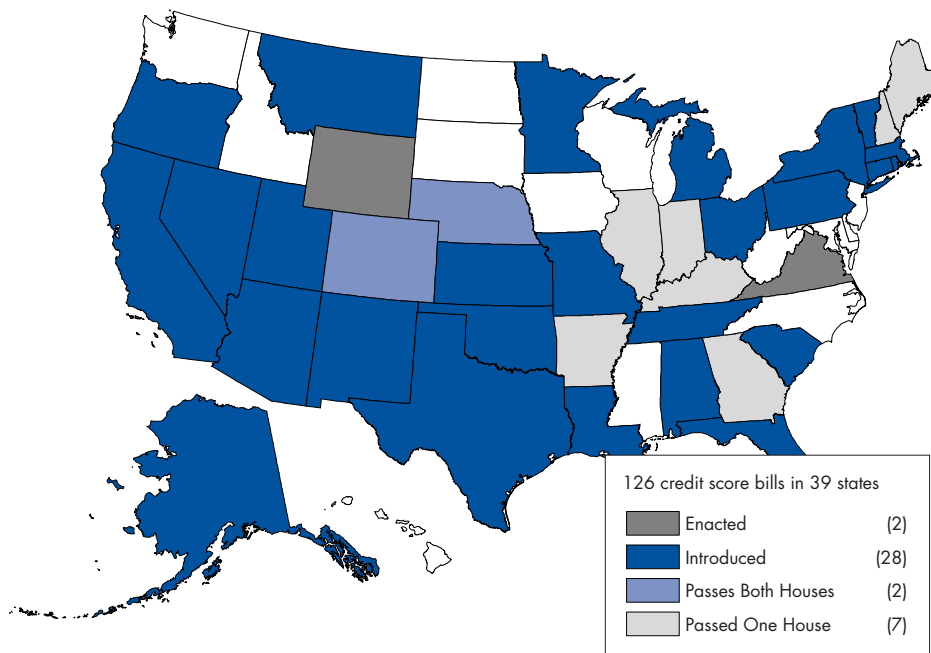 126 credit score bills in 39 states
Enacted (2)
Introduced (28)
Passes Both Houses (2)
Passed One House (7)